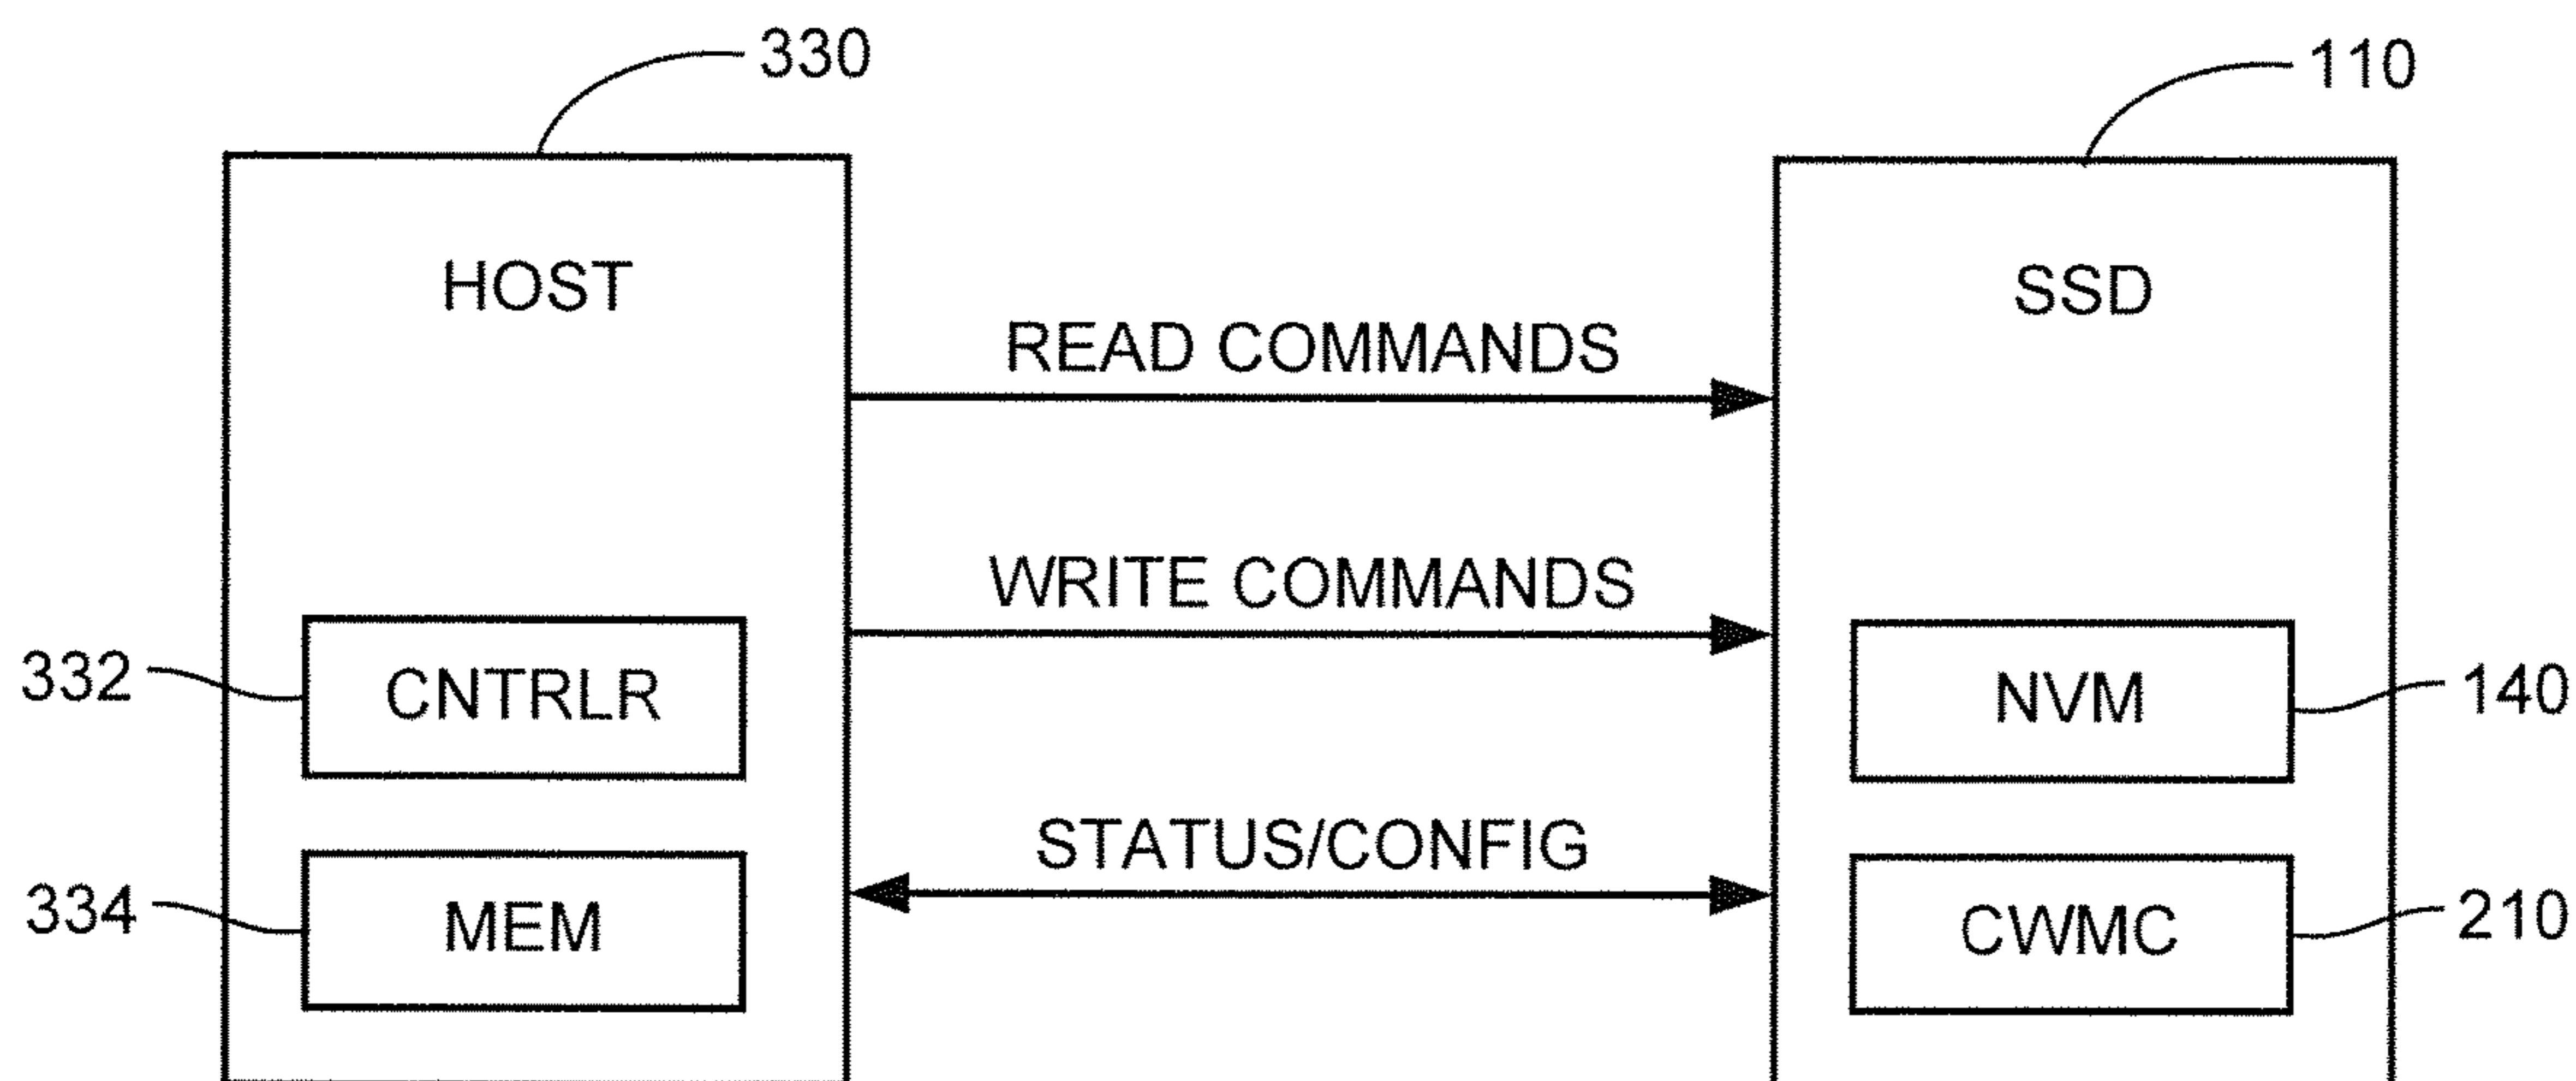 330
110
HOST
SSD
READ COMMANDS
WRITE COMMANDS
332
CNTRLR
NVM
140
STATUS/CONFIG
334
MEM
CWMC
210